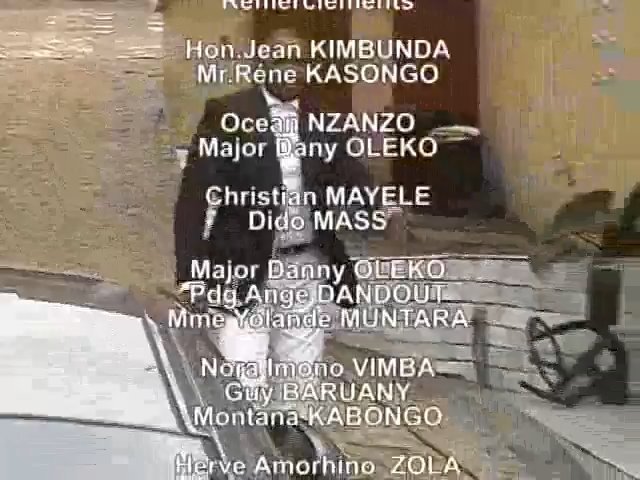 Remerciements
Hon.Jean KIMBUNDA
Mr.Réne KASONGO
Ocean NZANZO
Major Dany OLEKO
Christian MAYELE
Dido MASS
Major Danny OLEKO
Pdg Ange DANDOUT
Mme Yolande MUNTARA
Nora Imono VIMBA
Guy BARUANY
Montana KABONGO
Herve Amorhino ZOLA